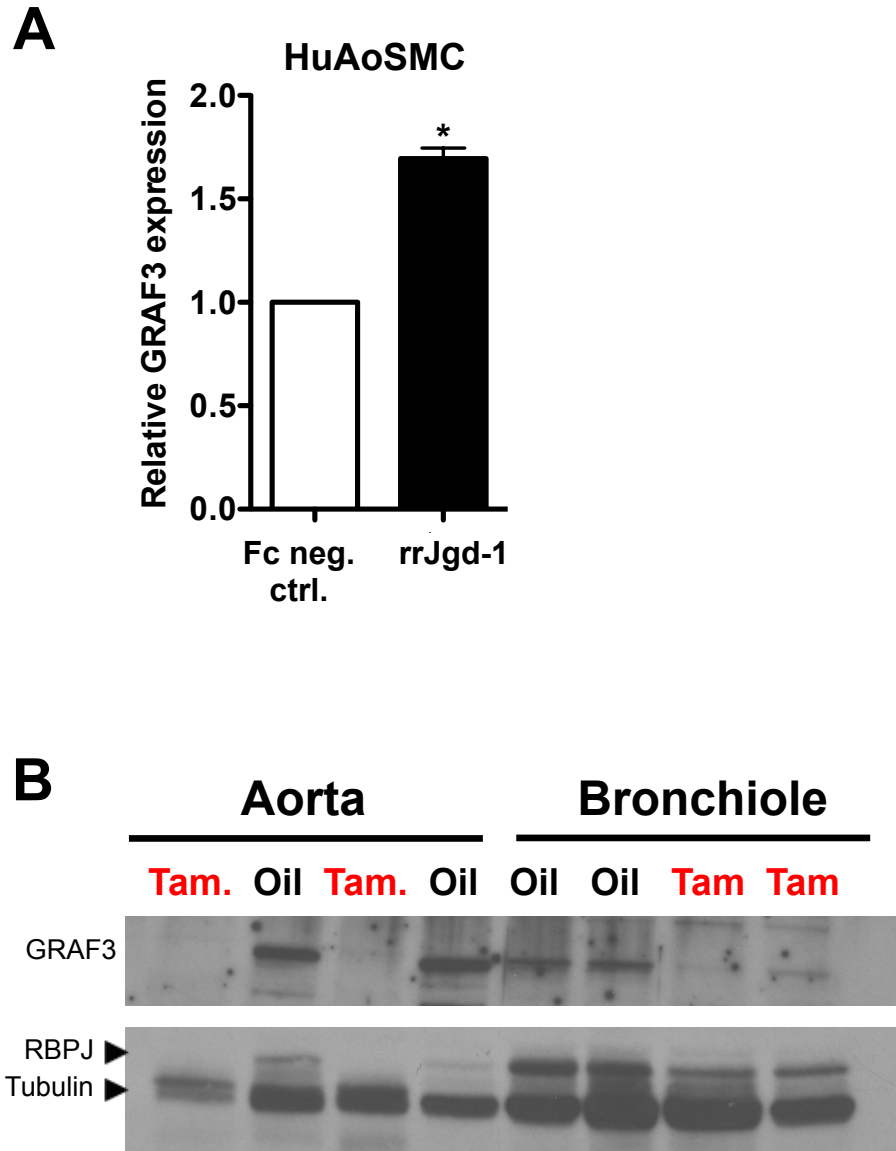 A
HuAoSMC
Relative GRAF3 expression
2.0
*
1.5
1.0
0.5
0.0
Fc neg. ctrl.
rrJgd-1
B
Aorta Bronchiole
Tam. Oil Tam. Oil Oil Oil Tam Tam
GRAF3
RBPJ
Tubulin